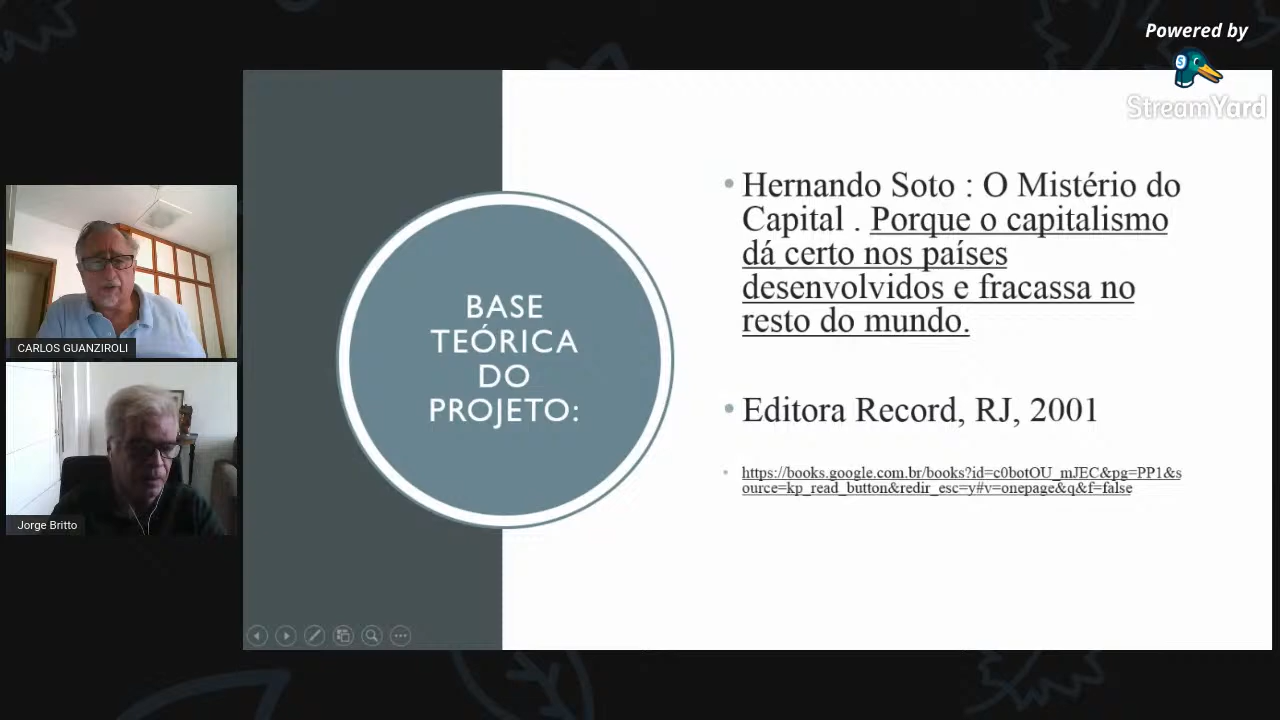 Powered by
StreamYard
CARLOS GUANZIROLI
Jorge Britto
BASE
TEÓRICA
DO
PROJETO:
• Hernando Soto : O Mistério do
Capital . Porque o capitalismo
dá certo nos países
desenvolvidos e fracassa no
resto do mundo.
• Editora Record, RJ, 2001
• https://books.google.com.br/books?id=c0botOU_mJEC&pg=PP1&s
ource=kp_read_button&redir_esc=y#v=onepage&q&f=false